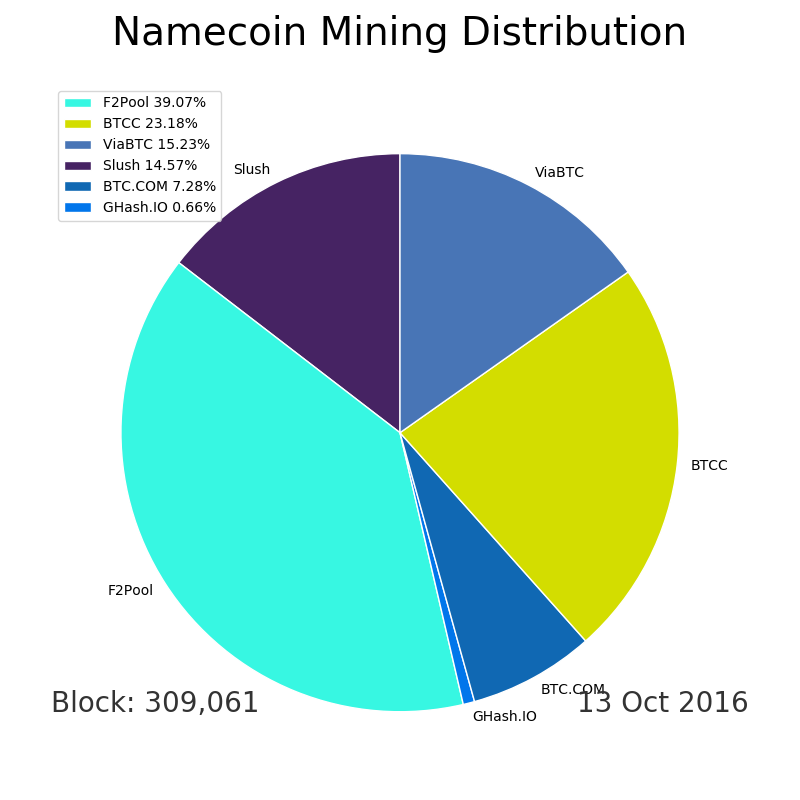 Namecoin Mining Distribution
F2Pool 39.07%
BTCC 23.18%
ViaBTC 15.23%
Slush 14.57%
BTC.COM 7.28%
GHash.IO 0.66%
Slush
ViaBTC
BTCC
F2Pool
BTC.COM
GHash.IO
Block: 309,061
13 Oct 2016